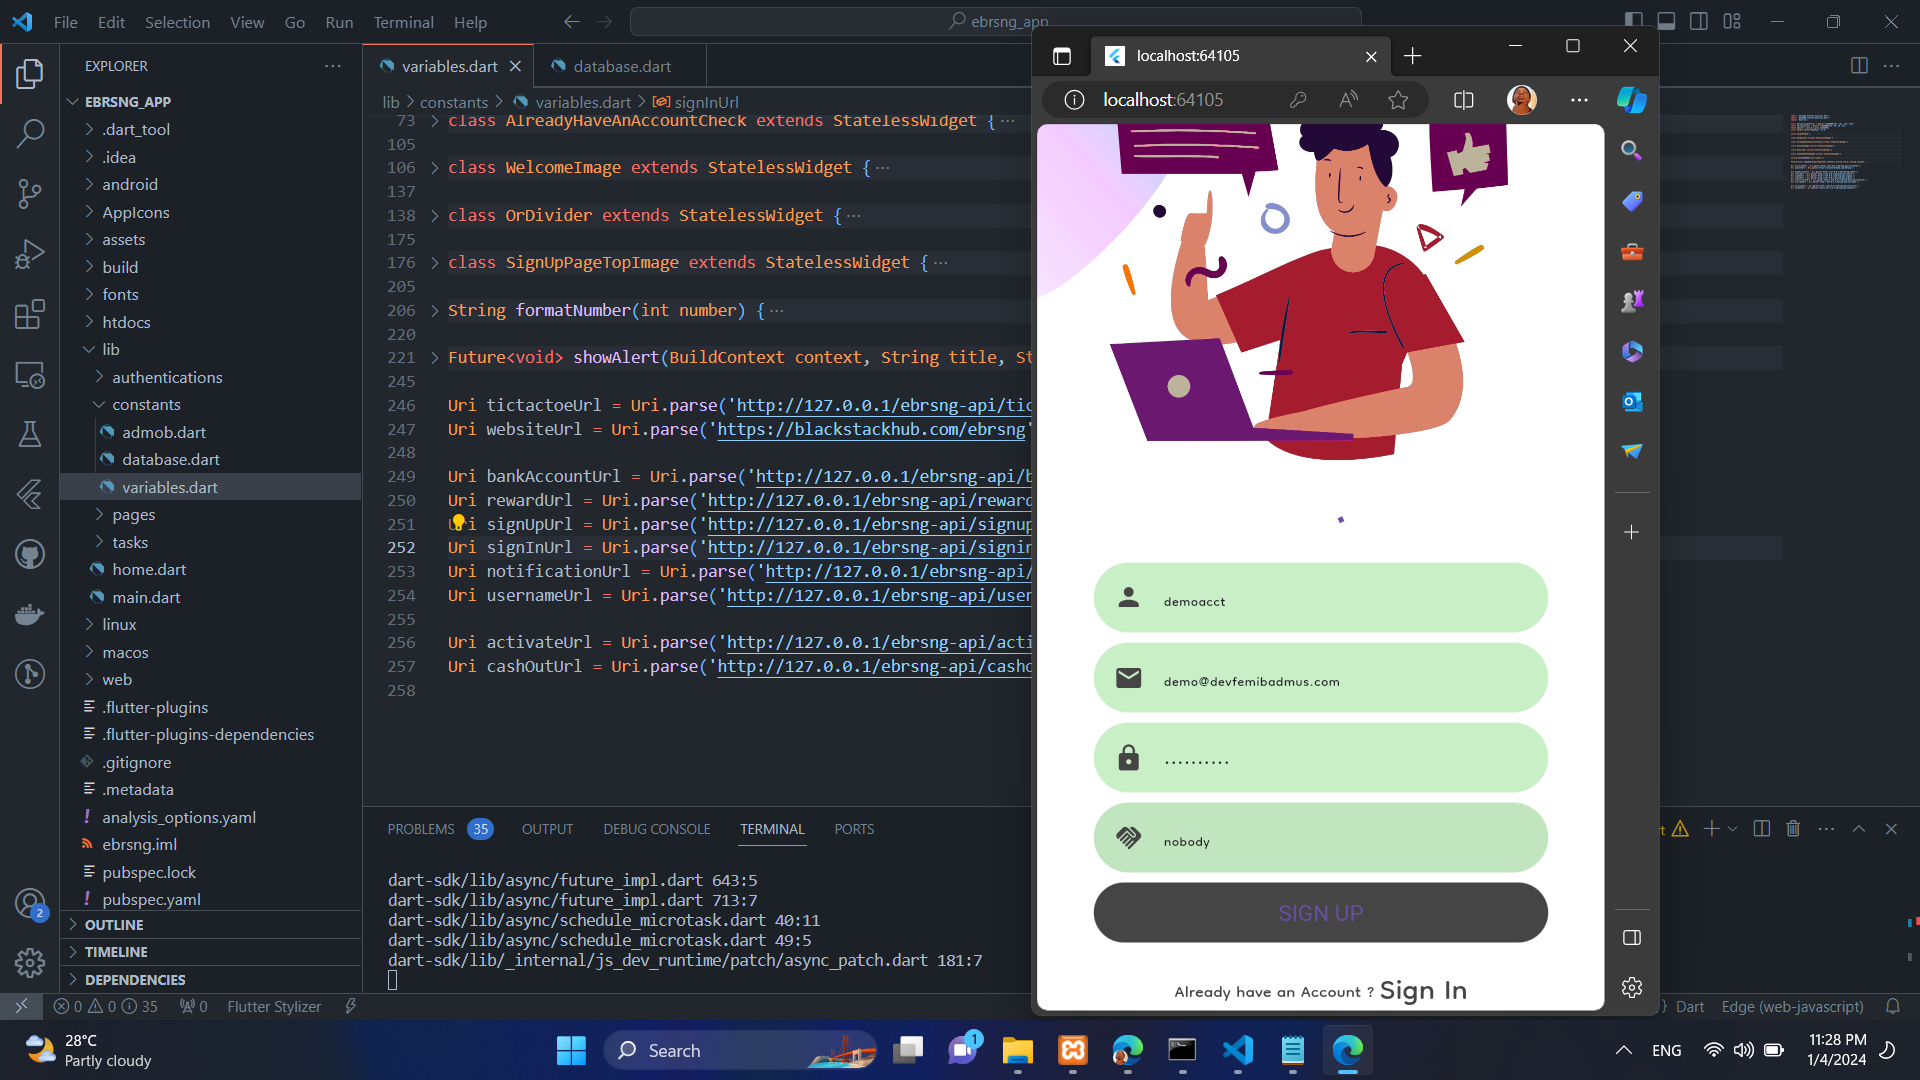 File Edit Selection View Go Run Terminal Help
ebrsng_app
EXPLORER
EBRSNG_APP
.dart_tool
.idea
android
AppIcons
assets
build
fonts
htdocs
lib
authentications
constants
admob.dart
database.dart
variables.dart
pages
tasks
home.dart
main.dart
linux
macos
web
.flutter-plugins
.flutter-plugins-dependencies
.gitignore
.metadata
analysis_options.yaml
ebrsng.iml
pubspec.lock
pubspec.yaml
OUTLINE
TIMELINE
DEPENDENCIES
variables.dart database.dart
lib > constants > variables.dart > signInUrl
73 class AlreadyHaveAnAccountCheck extends StatelessWidget {···
105
106 class WelcomeImage extends StatelessWidget {···
137
138 class OrDivider extends StatelessWidget {···
175
176 class SignUpPageTopImage extends StatelessWidget {···
205
206 String formatNumber(int number) {···
220
221 Future<void> showAlert(BuildContext context, String title, St
245
246 Uri tictactoeUrl = Uri.parse('http://127.0.0.1/ebrsng-api/tic
247 Uri websiteUrl = Uri.parse('https://blackstackhub.com/ebrsng'
248
249 Uri bankAccountUrl = Uri.parse('http://127.0.0.1/ebrsng-api/b
250 Uri rewardUrl = Uri.parse('http://127.0.0.1/ebrsng-api/reward
251 Uri signUpUrl = Uri.parse('http://127.0.0.1/ebrsng-api/signup
252 Uri signInUrl = Uri.parse('http://127.0.0.1/ebrsng-api/signin
253 Uri notificationUrl = Uri.parse('http://127.0.0.1/ebrsng-api/
254 Uri usernameUrl = Uri.parse('http://127.0.0.1/ebrsng-api/user
255
256 Uri activateUrl = Uri.parse('http://127.0.0.1/ebrsng-api/acti
257 Uri cashOutUrl = Uri.parse('http://127.0.0.1/ebrsng-api/casho
258
PROBLEMS 35 OUTPUT DEBUG CONSOLE TERMINAL PORTS
dart-sdk/lib/async/future_impl.dart 643:5
dart-sdk/lib/async/future_impl.dart 713:7
dart-sdk/lib/async/schedule_microtask.dart 40:11
dart-sdk/lib/async/schedule_microtask.dart 49:5
dart-sdk/lib/_internal/js_dev_runtime/patch/async_patch.dart 181:7
localhost:64105
localhost:64105
demoacct
demo@devfemibadmus.com
··········
nobody
SIGN UP
Already have an Account ? Sign In
2
0 0 35 0 Flutter Stylizer
Dart Edge (web-javascript)
28°C
Partly cloudy
Search
1
ENG
11:28 PM
1/4/2024